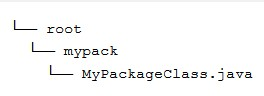 └── root
└── mypack
└── MyPackageClass.java